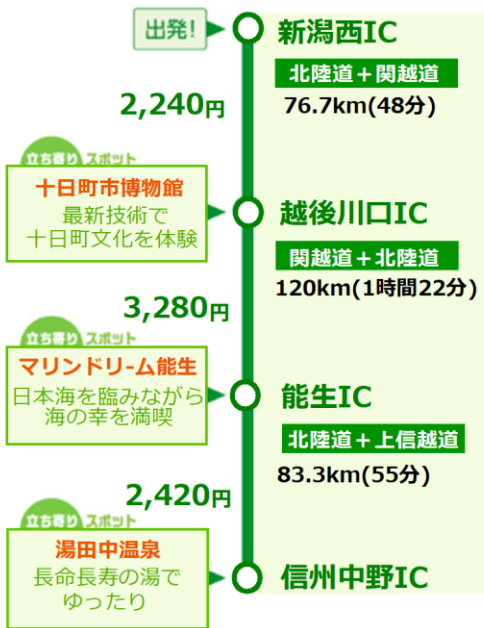 出発!
新潟西IC
北陸道+関越道
2,240円
76.7km(48分)
立ち寄りスポット
十日町市博物館
最新技術で
十日町文化を体験
越後川口IC
関越道+北陸道
120km(1時間22分)
3,280円
立ち寄りスポット
マリンドリーム能生
日本海を臨みながら
海の幸を満喫
能生IC
北陸道+上信越道
83.3km(55分)
2,420円
立ち寄りスポット
湯田中温泉
長命長寿の湯で
ゆったり
信州中野IC